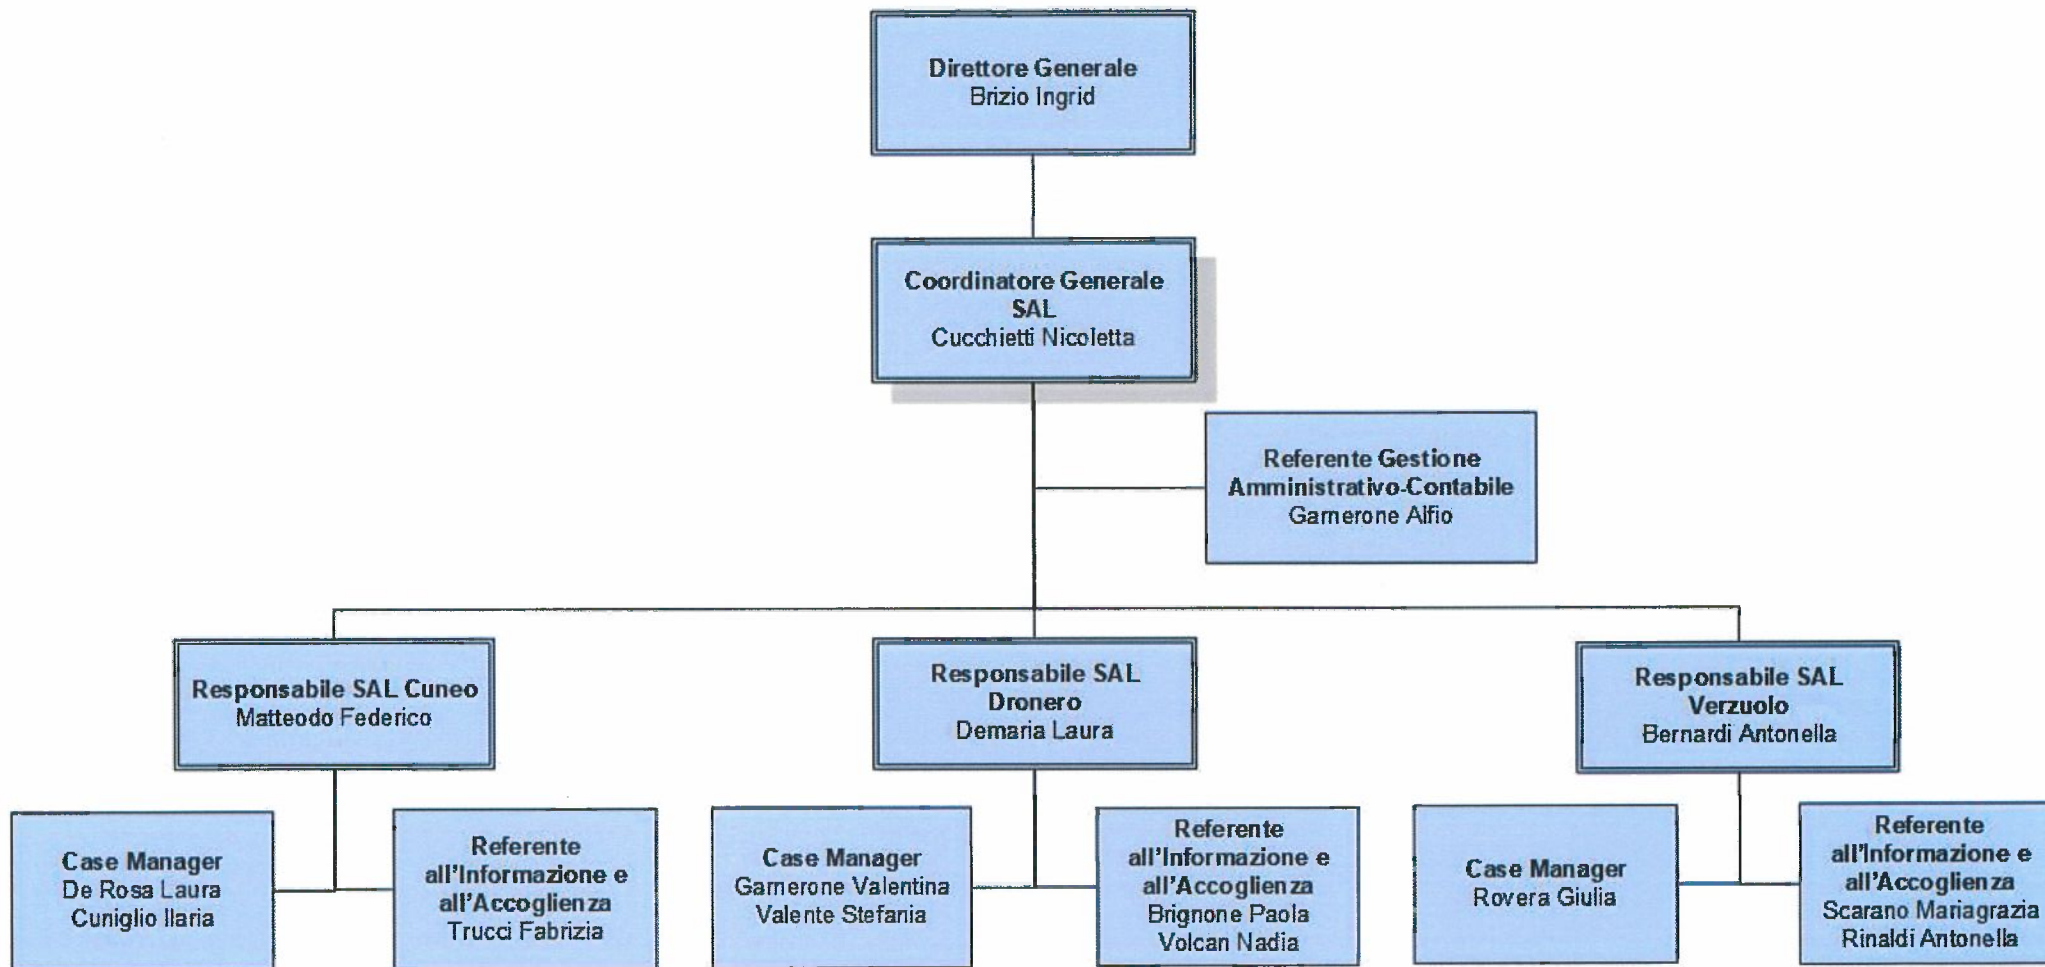 Direttore Generale
Brizio Ingrid
Coordinatore Generale
SAL
Cucchietti Nicoletta
Referente Gestione
Amministrativo-Contabile
Garnerone Alfio
Responsabile SAL Cuneo
Matteodo Federico
Responsabile SAL
Dronero
Demaria Laura
Responsabile SAL
Verzuolo
Bernardi Antonella
Case Manager
De Rosa Laura
Cuniglio Ilaria
Referente
all'Informazione e
all'Accoglienza
Trucci Fabrizia
Case Manager
Garnerone Valentina
Valente Stefania
Referente
all'Informazione e
all'Accoglienza
Brignone Paola
Volcan Nadia
Case Manager
Rovera Giulia
Referente
all'Informazione e
all'Accoglienza
Scarano Mariagrazia
Rinaldi Antonella